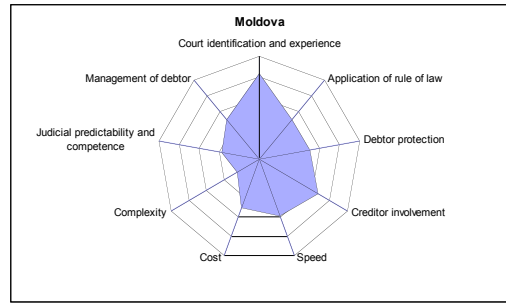 Moldova
Court identification and experience
Management of debtor
Application of rule of law
Judicial predictability and
competence
Debtor protection
Complexity
Creditor involvement
Cost
Speed